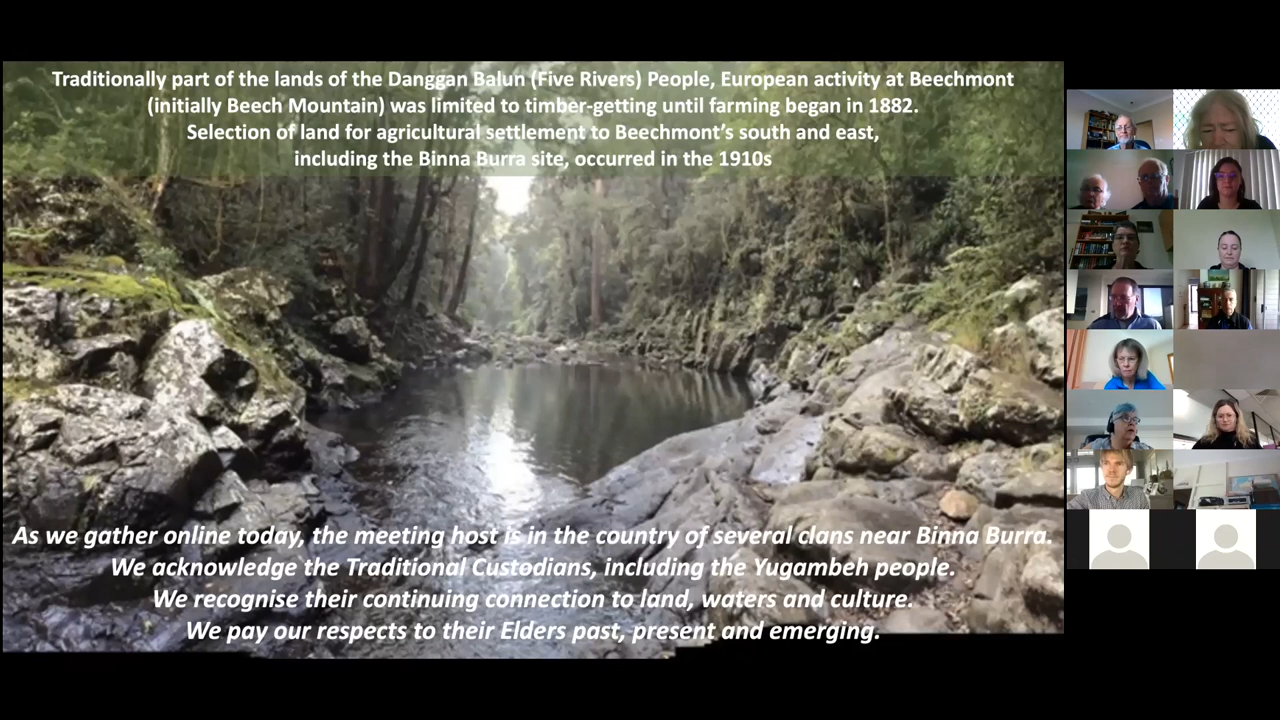 Traditionally part of the lands of the Danggan Balun (Five Rivers) People, European activity at Beechmont
(initially Beech Mountain) was limited to timber-getting until farming began in 1882.
Selection of land for agricultural settlement to Beechmont's south and east,
including the Binna Burra site, occurred in the 1910s
As we gather online today, the meeting host is in the country of several clans near Binna Burra.
We acknowledge the Traditional Custodians, including the Yugambeh people.
We recognise their continuing connection to land, waters and culture.
We pay our respects to their Elders past, present and emerging.